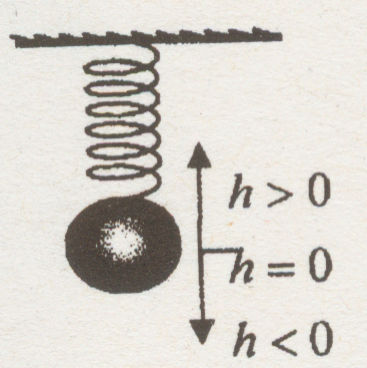 h > 0
h = 0
h < 0